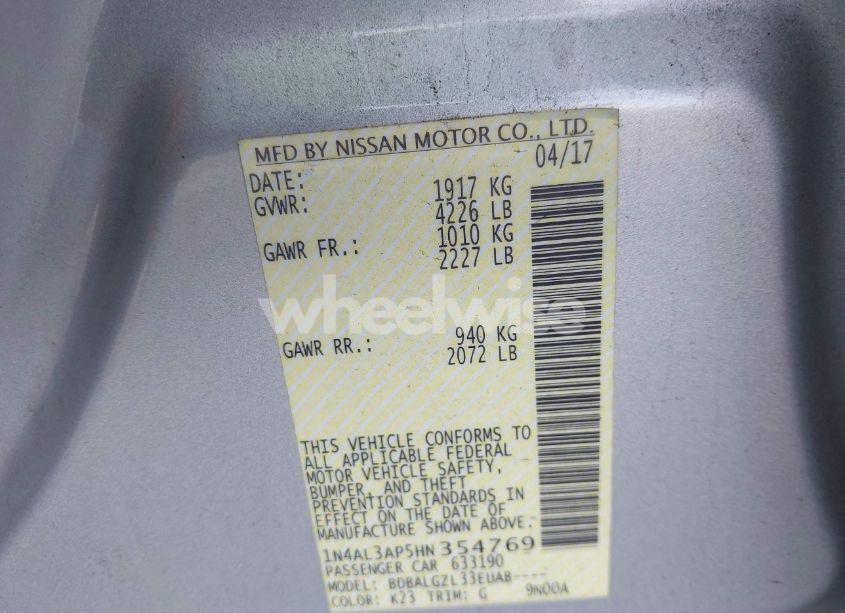 MFD BY NISSAN MOTOR CO., LTD.
DATE: 04/17
GVWR: 1917 KG
4226 LB
GAWR FR.: 1010 KG
2227 LB
wheelwise
GAWR RR.: 940 KG
2072 LB
THIS VEHICLE CONFORMS TO
ALL APPLICABLE FEDERAL
MOTOR VEHICLE SAFETY,
BUMPER, AND THEFT
PREVENTION STANDARDS IN
EFFECT ON THE DATE OF
MANUFACTURE SHOWN ABOVE.
1N4AL3AP5HN354769
PASSENGER CAR 633190
MODEL: BDBALGZL33EUAB----
COLOR: K23 TRIM: G 9N00A